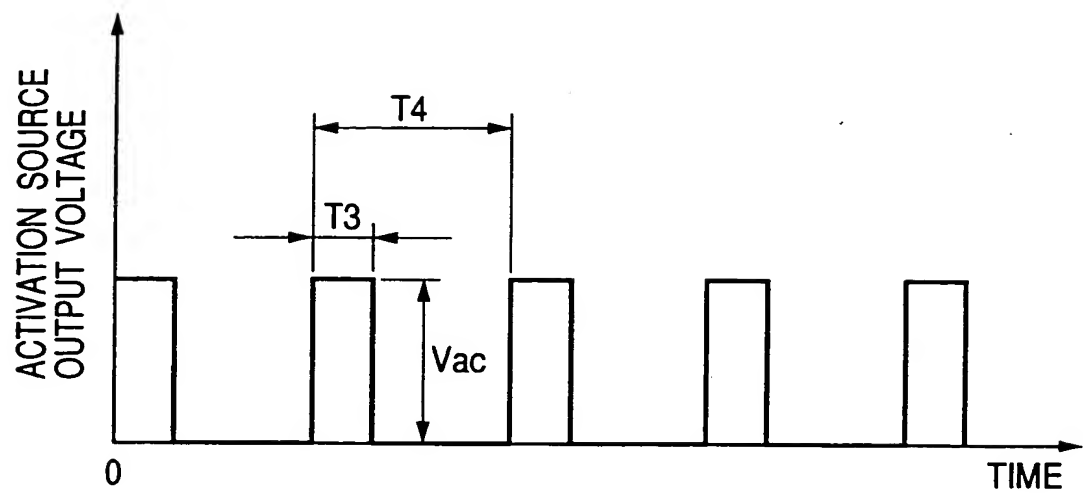 ACTIVATION SOURCE
OUTPUT VOLTAGE
T4
T3
Vac
0
TIME